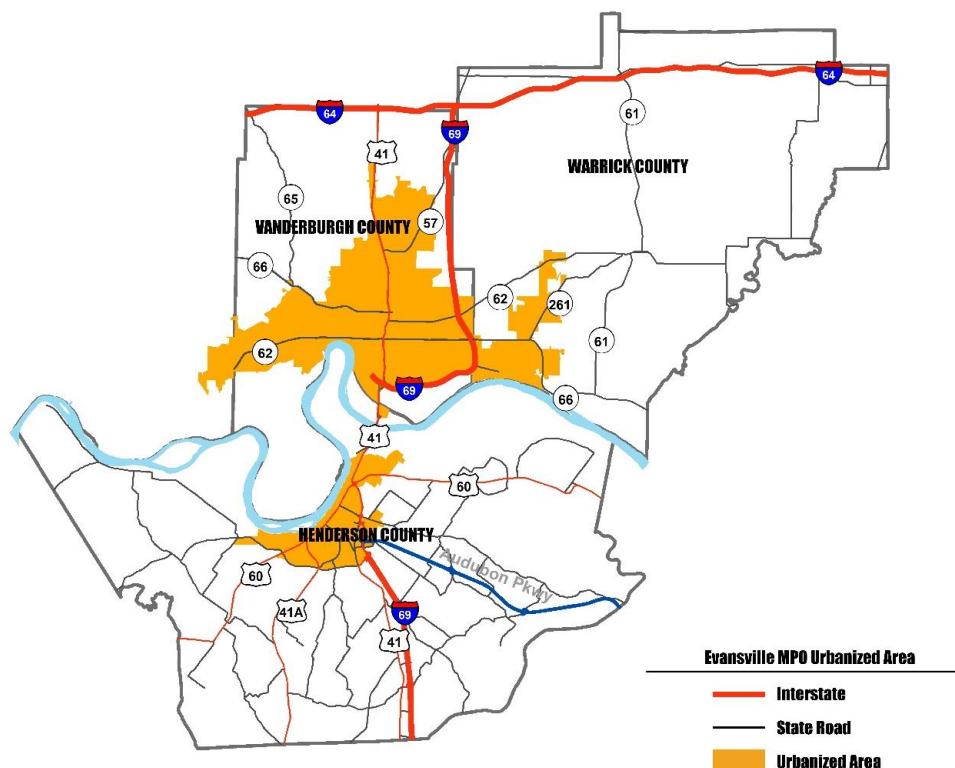 64
61
64
69
41
WARRICK COUNTY
65
57
VANDERBURGH COUNTY
66
62
261
61
62
69
66
41
60
HENDERSON COUNTY
Audubon Pkwy
60
41A
69
41
Evansville MPO Urbanized Area
Interstate
State Road
Urbanized Area